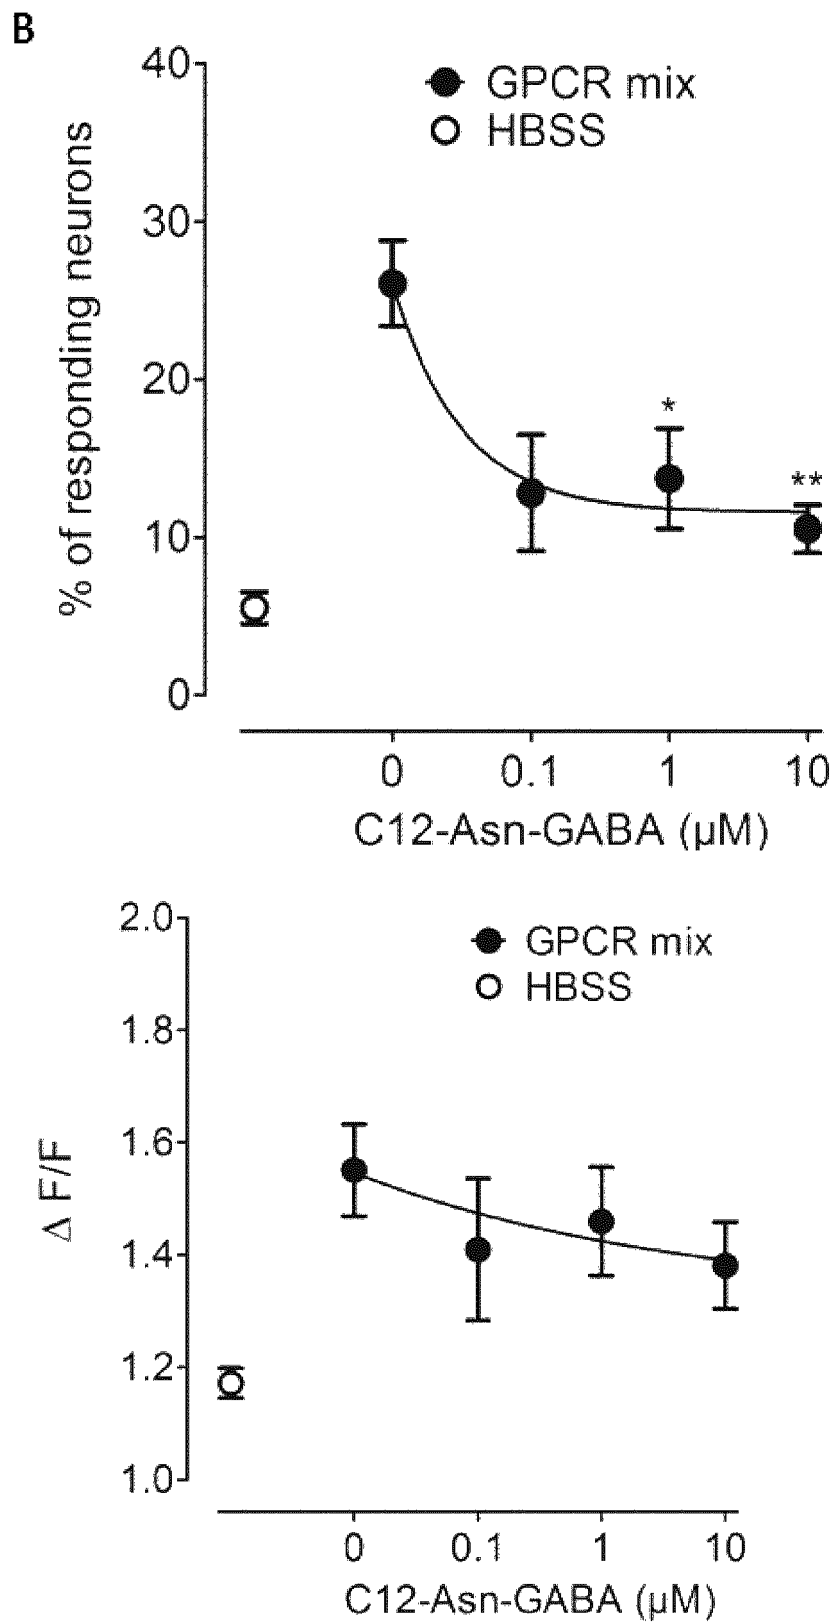 B
40
GPCR mix
HBSS
30
20
10
0
% of responding neurons
*
**
0 0.1 1 10
C12-Asn-GABA (µM)
2.0
GPCR mix
HBSS
1.8
1.6
1.4
1.2
1.0
Δ F/F
0 0.1 1 10
C12-Asn-GABA (µM)